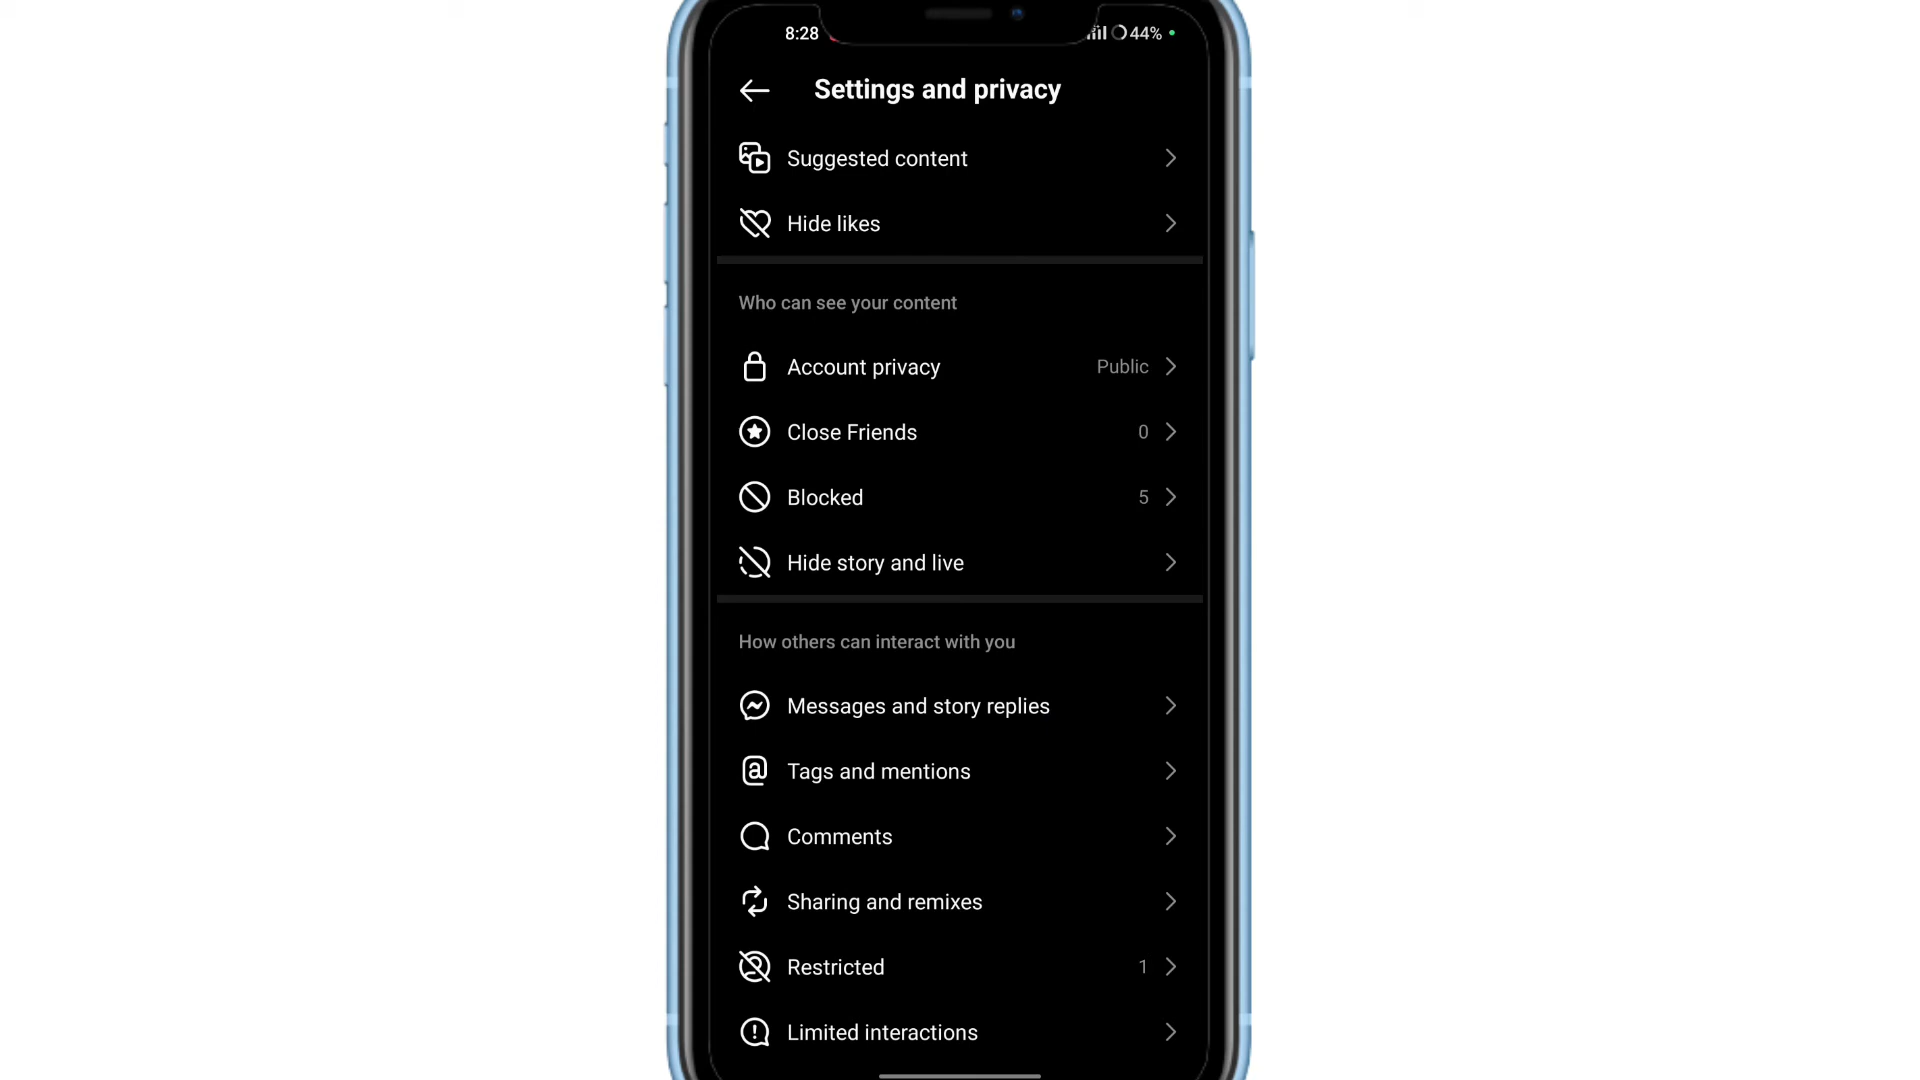 8:28 44%
Settings and privacy
Suggested content
Hide likes
Who can see your content
Account privacy Public
Close Friends 0
Blocked 5
Hide story and live
How others can interact with you
Messages and story replies
Tags and mentions
Comments
Sharing and remixes
Restricted 1
Limited interactions